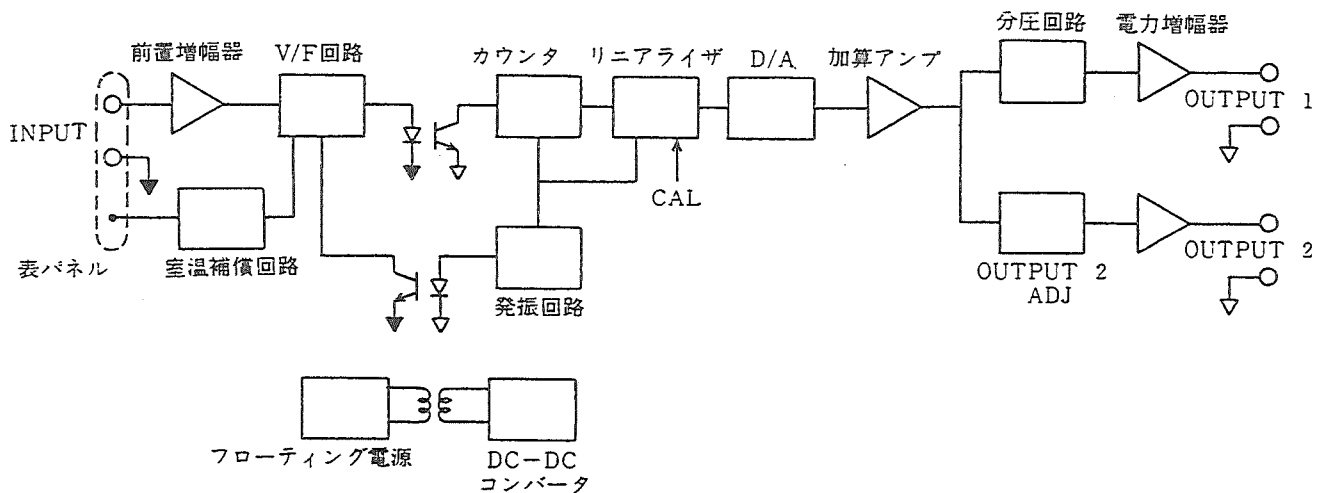 分圧回路 電力増幅器
前置増幅器 V/F回路 カウンタ リニアライザ D/A 加算アンプ
OUTPUT 1
INPUT
CAL
表パネル 室温補償回路
OUTPUT 2
ADJ
OUTPUT 2
発振回路
フローティング電源
DC-DC
コンバータ